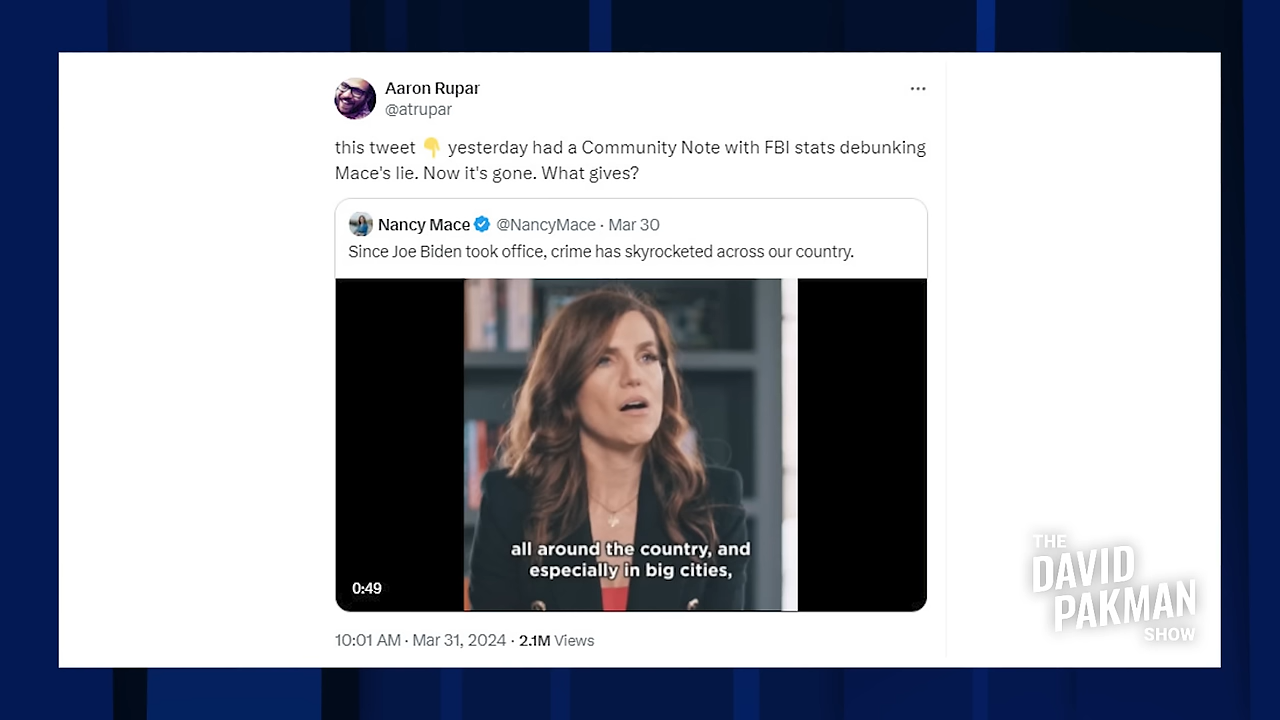 Aaron Rupar
@atrupar
this tweet 👇 yesterday had a Community Note with FBI stats debunking
Mace's lie. Now it's gone. What gives?
Nancy Mace @NancyMace · Mar 30
Since Joe Biden took office, crime has skyrocketed across our country.
all around the country, and
especially in big cities,
0:49
10:01 AM · Mar 31, 2024 · 2.1M Views
THE
DAVID
PAKMAN
SHOW